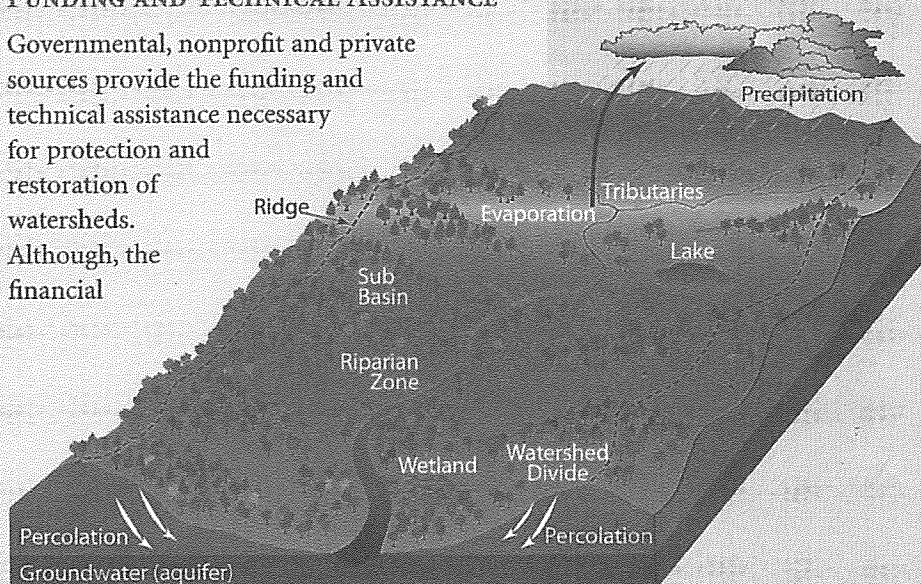 FUNDING AND TECHNICAL ASSISTANCE
Governmental, nonprofit and private
sources provide the funding and
technical assistance necessary
for protection and
restoration of
watersheds.
Although, the
financial
Precipitation
Ridge
Evaporation
Tributaries
Lake
Sub
Basin
Riparian
Zone
Wetland
Watershed
Divide
Percolation
Percolation
Groundwater (aquifer)